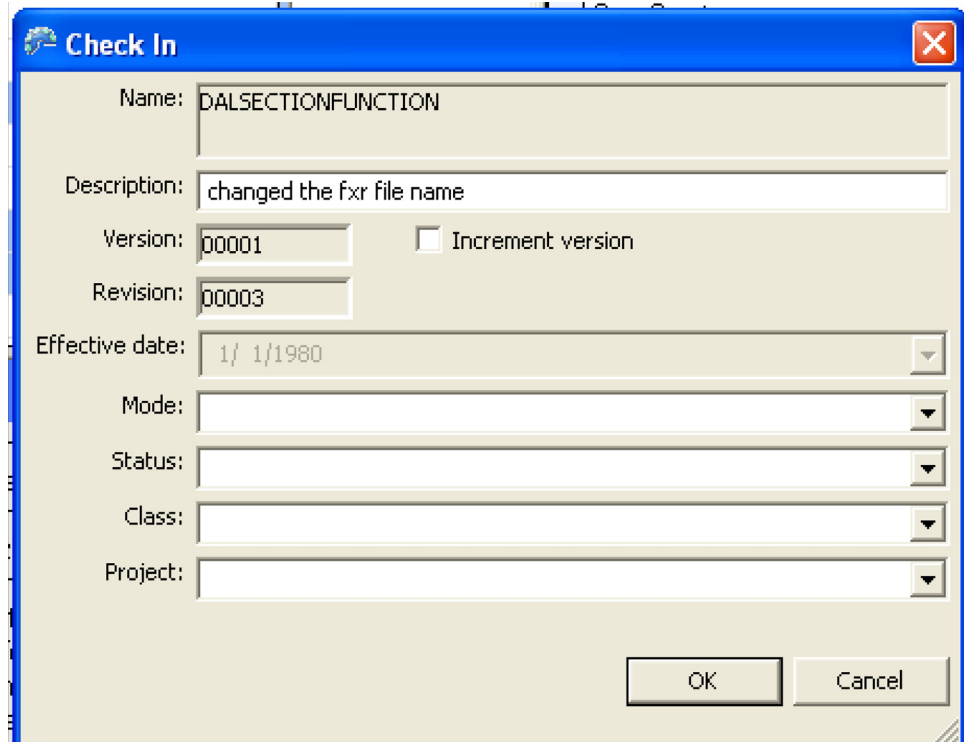 Check In
Name: DALSECTIONFUNCTION
Description: changed the fxr file name
Version: 00001 Increment version
Revision: 00003
Effective date: 1/ 1/1980
Mode:
Status:
Class:
Project:
OK Cancel